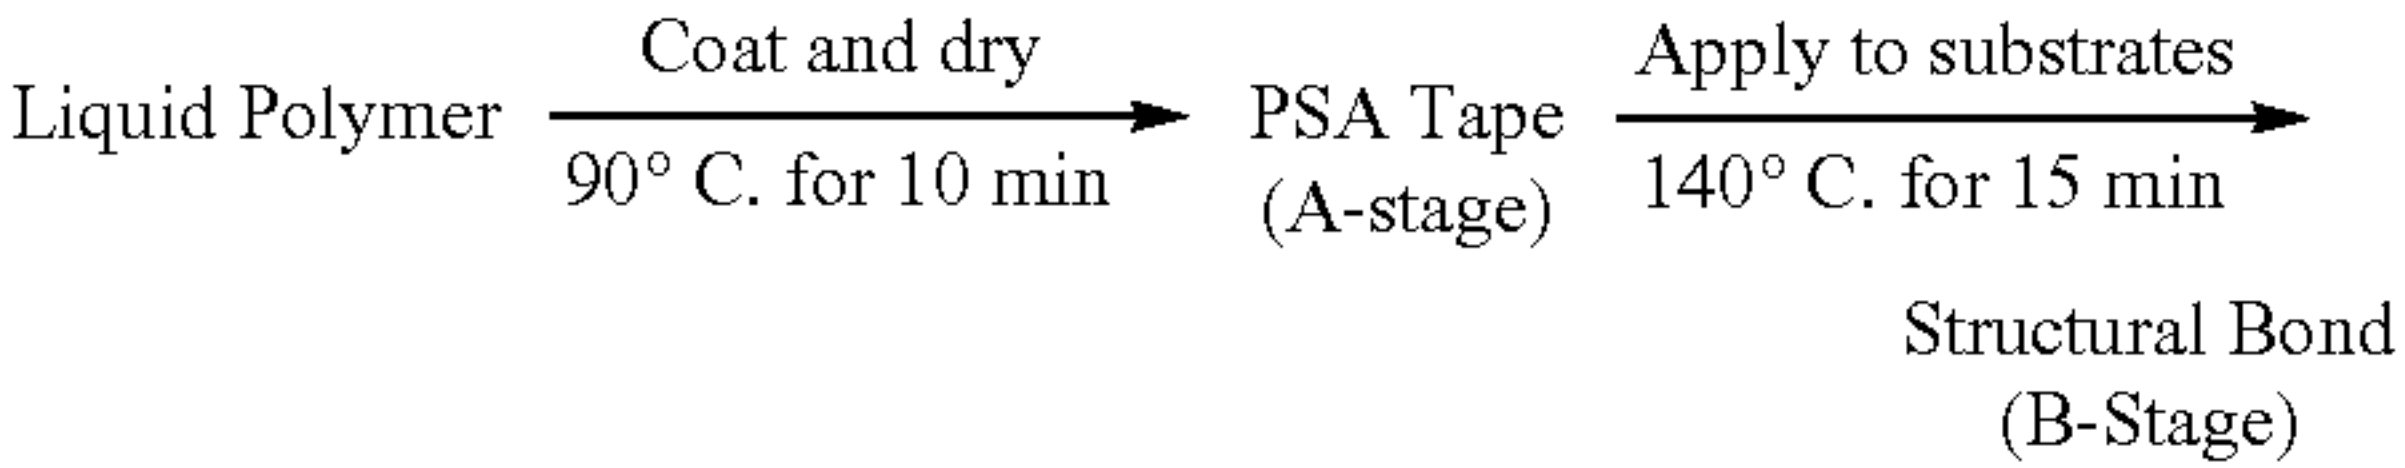 Coat and dry
Liquid Polymer
90° C. for 10 min
PSA Tape
(A-stage)
Apply to substrates
140° C. for 15 min
Structural Bond
(B-Stage)